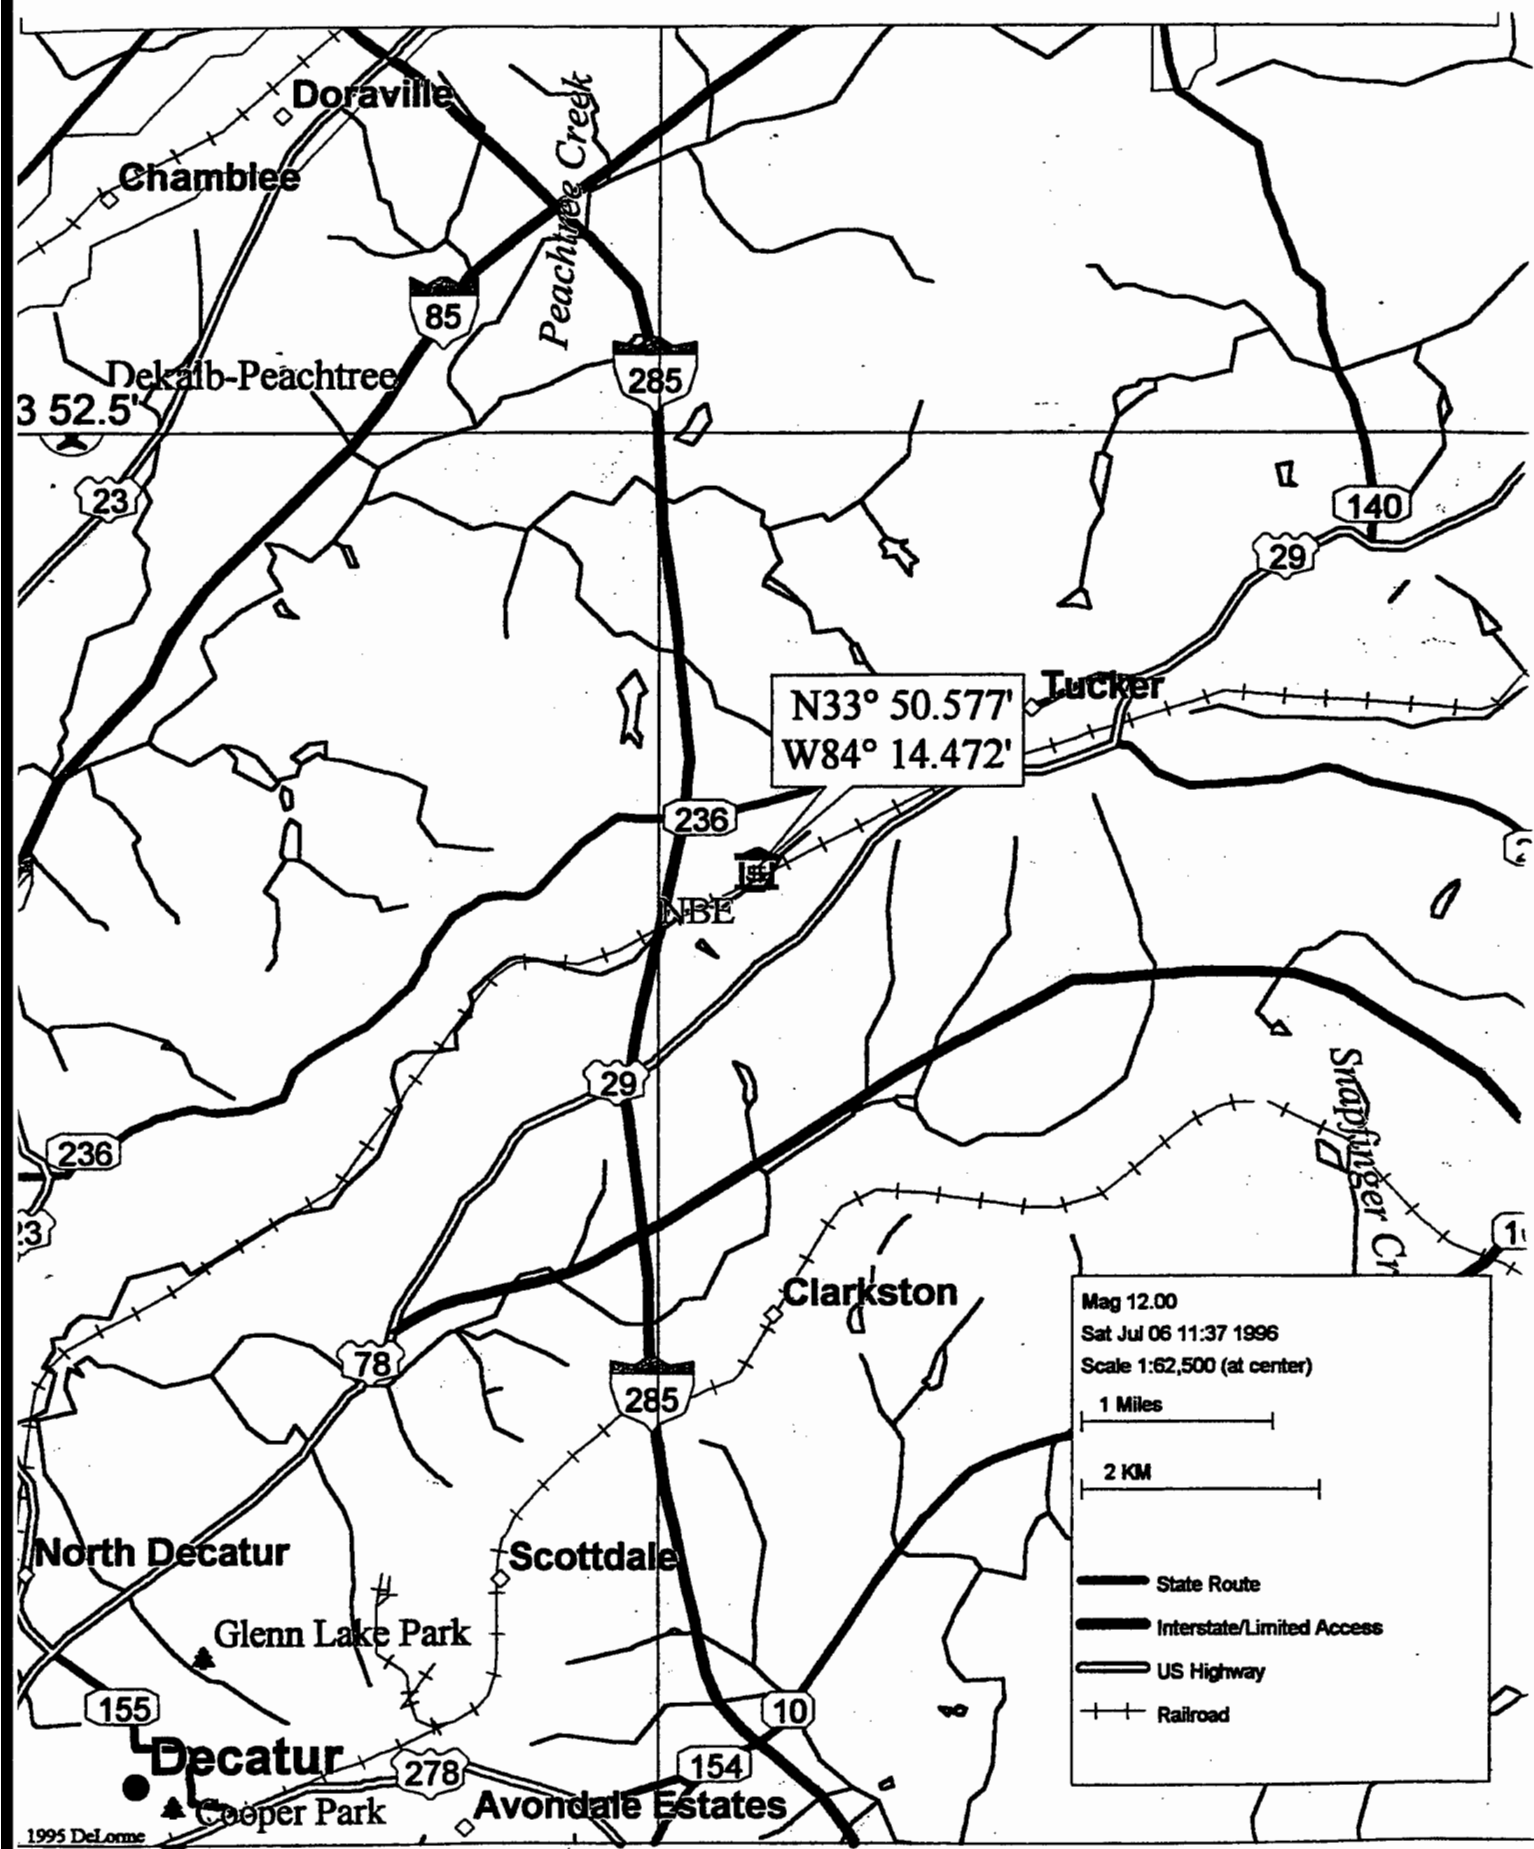 Doraville
Peachtree Creek
Chamblee
85
285
Dekalb-Peachtree
3 52.5'
23
140
29
Tucker
N33° 50.577'
W84° 14.472'
236
NBE
29
Snapfinger Cr
236
23
Clarkston
78
285
Mag 12.00
Sat Jul 06 11:37 1996
Scale 1:62,500 (at center)
1 Miles
2 KM
North Decatur
Scottdale
State Route
Glenn Lake Park
Interstate/Limited Access
US Highway
155
10
Railroad
Decatur
278
154
Cooper Park
Avondale Estates
1995 DeLorme